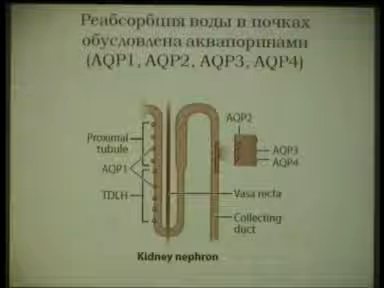 Реабсорбция воды в почках
обусловлена аквапоринами
(AQP1, AQP2, AQP3, AQP4)
AQP2
Proximal
tubule
AQP3
AQP4
AQP1
TDLH
Vasa recta
Collecting
duct
Kidney nephron